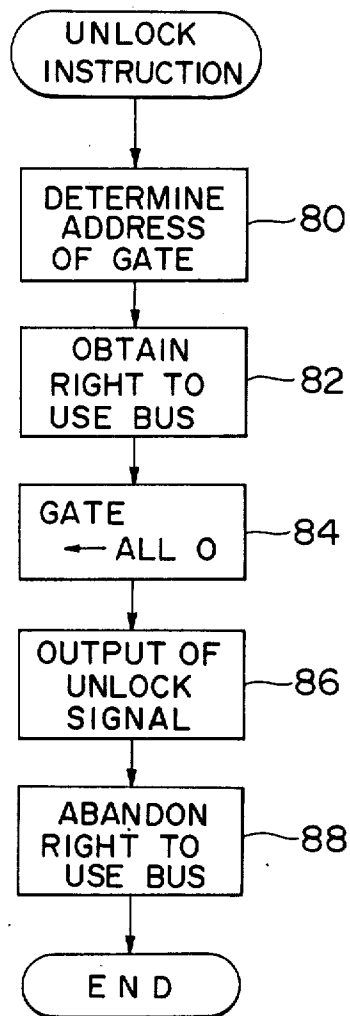 UNLOCK
INSTRUCTION
DETERMINE
ADDRESS
OF GATE
80
OBTAIN
RIGHT TO
USE BUS
82
GATE
← ALL 0
84
OUTPUT OF
UNLOCK
SIGNAL
86
ABANDON
RIGHT TO
USE BUS
88
END